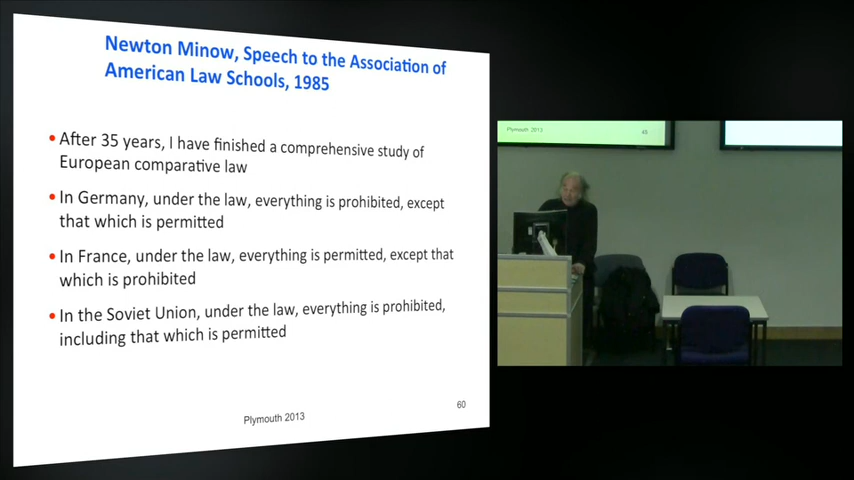 Newton Minow, Speech to the Association of
American Law Schools, 1985
• After 35 years, I have finished a comprehensive study of
European comparative law
• In Germany, under the law, everything is prohibited, except
that which is permitted
• In France, under the law, everything is permitted, except that
which is prohibited
• In the Soviet Union, under the law, everything is prohibited,
including that which is permitted
Plymouth 2013
60
Plymouth 2013